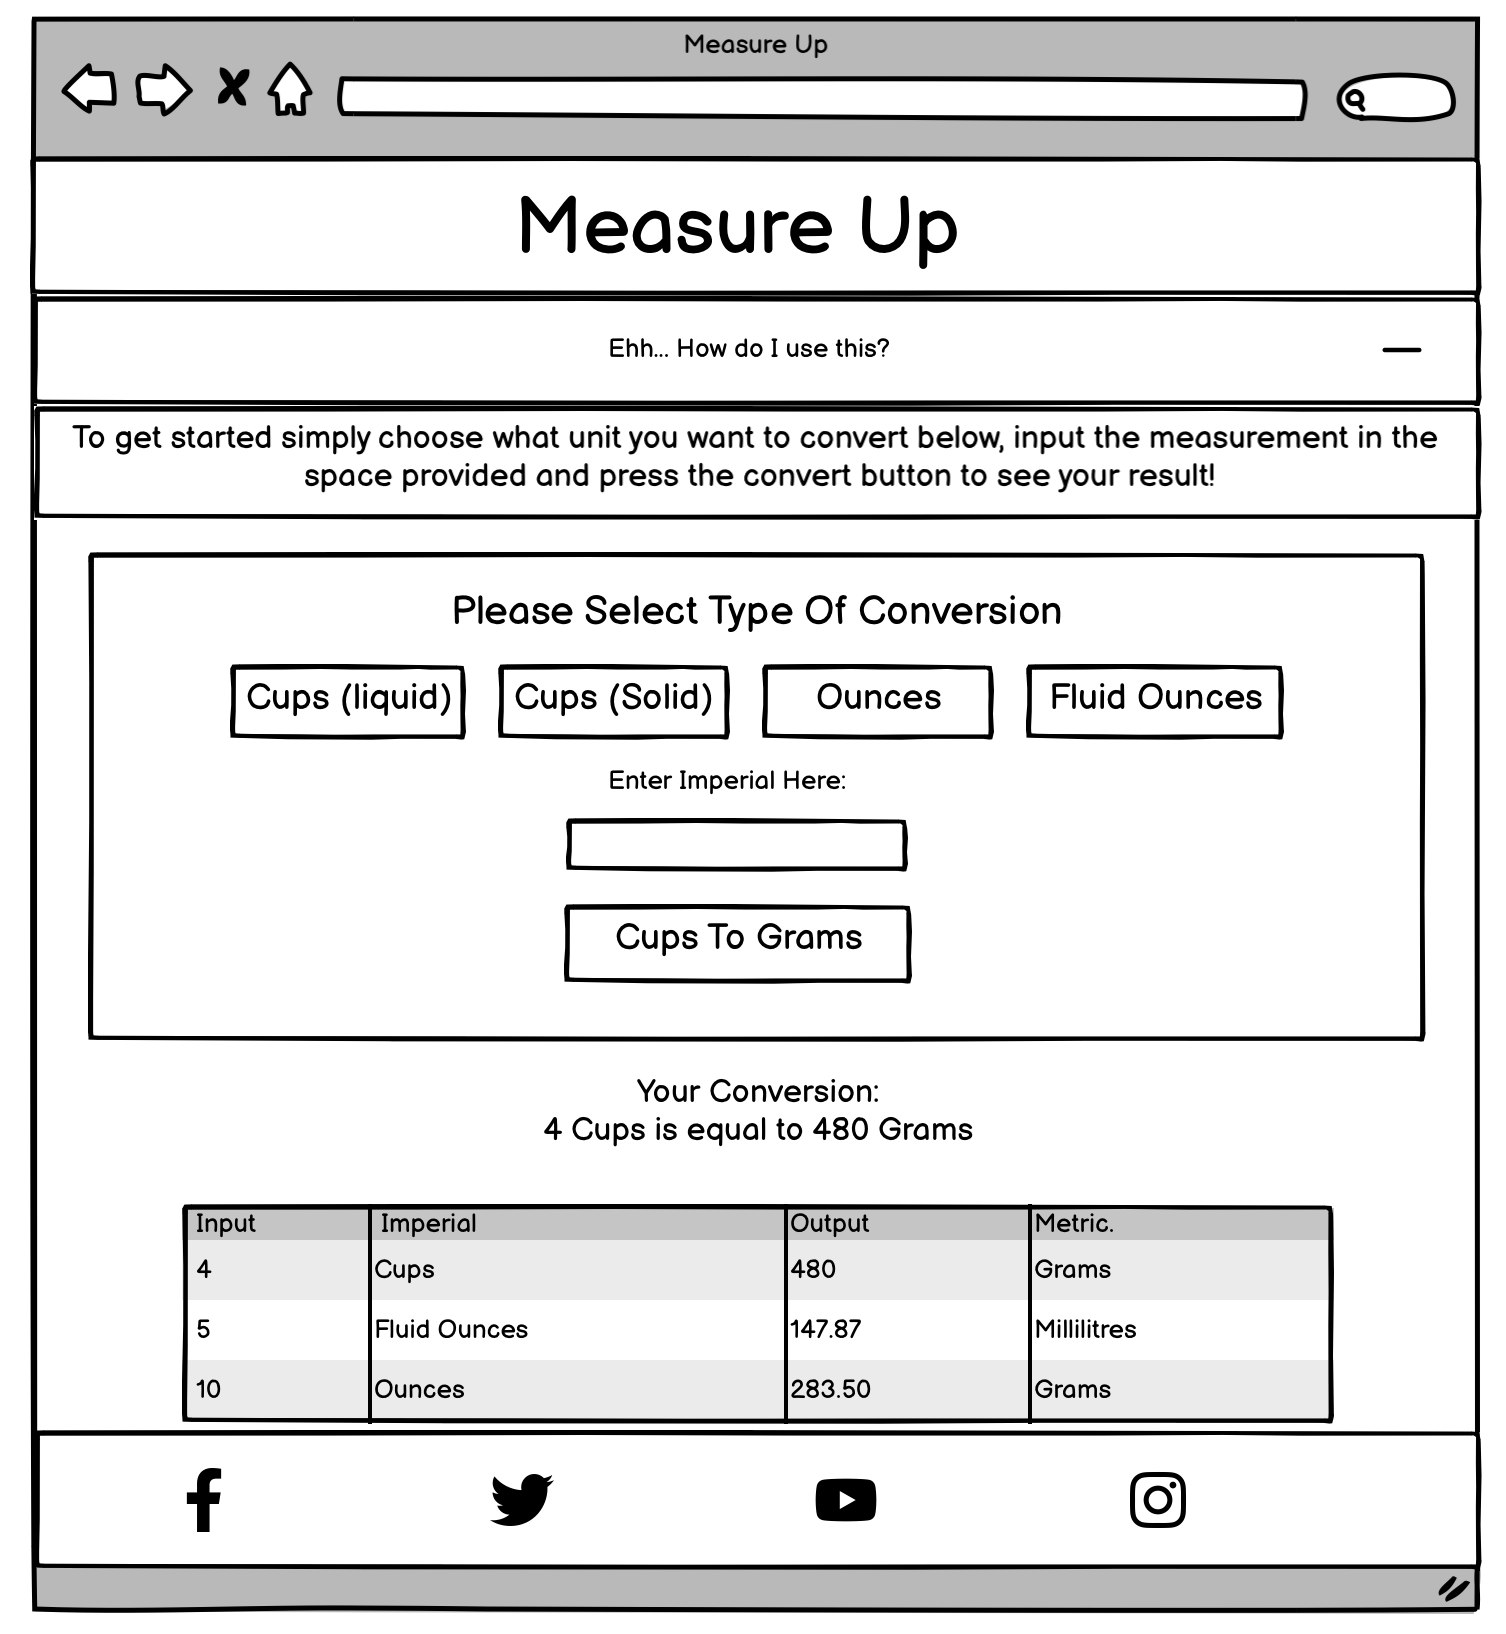 Measure Up
Measure Up
Ehh... How do I use this?
To get started simply choose what unit you want to convert below, input the measurement in the
space provided and press the convert button to see your result!
Please Select Type Of Conversion
Cups (liquid) Cups (Solid) Ounces Fluid Ounces
Enter Imperial Here:
Cups To Grams
Your Conversion:
4 Cups is equal to 480 Grams
Input Imperial Output Metric.
4 Cups 480 Grams
5 Fluid Ounces 147.87 Millilitres
10 Ounces 283.50 Grams